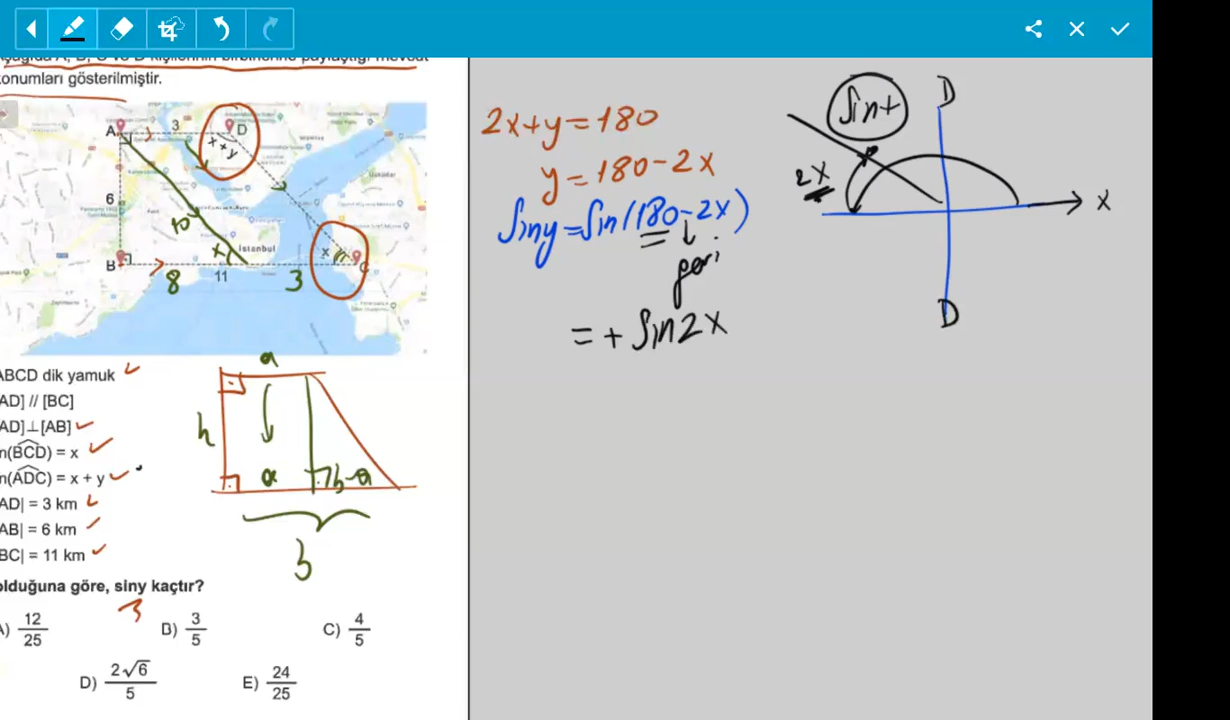 konumları gösterilmiştir.
A
3
D
x+y
6
10
İstanbul
x
x
C
B
8
11
3
ABCD dik yamuk
[AD] // [BC]
[AD]⊥[AB]
m(BCD) = x
m(ADC) = x + y
|AD| = 3 km
|AB| = 6 km
|BC| = 11 km
olduğuna göre, siny kaçtır?
A) 12/25
B) 3/5
C) 4/5
D) 2√6/5
E) 24/25
a
h
a
b-a
b
2x+y=180
y=180-2x
Siny=Sin(180-2x)
geri
=+Sin2x
Sin+
D
2x
X
D